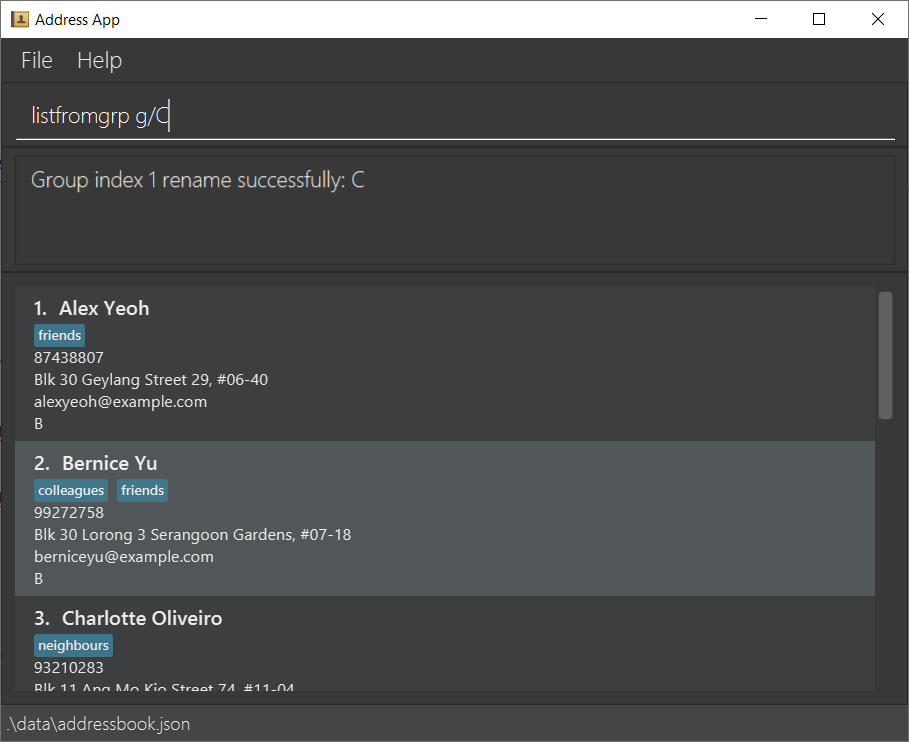 Address App
File Help
listfromgrp g/C
Group index 1 rename successfully: C
1. Alex Yeoh
friends
87438807
Blk 30 Geylang Street 29, #06-40
alexyeoh@example.com
B
2. Bernice Yu
colleagues friends
99272758
Blk 30 Lorong 3 Serangoon Gardens, #07-18
berniceyu@example.com
B
3. Charlotte Oliveiro
neighbours
93210283
Blk 11 Ang Mo Kio Street 74, #11-04
.\data\addressbook.json